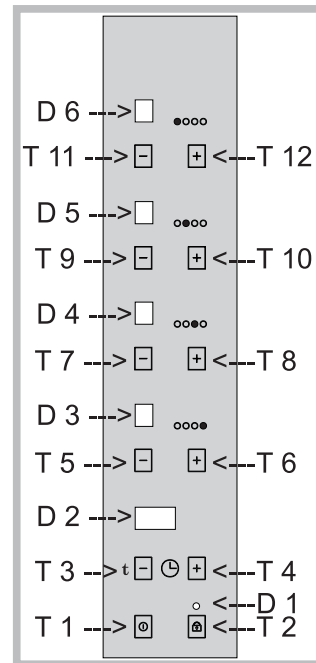 D 6 --->
T 11 ---> - + <--- T 12
D 5 --->
T 9 ---> - + <--- T 10
D 4 --->
T 7 ---> - + <--- T 8
D 3 --->
T 5 ---> - + <--- T 6
D 2 --->
T 3 ---> t - + <--- T 4
<--- D 1
T 1 ---> <--- T 2